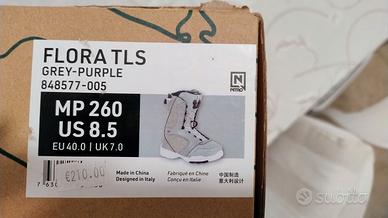 FLORA TLS
GREY-PURPLE
848577-005
N
NITRO
MP 260
US 8.5
EU 40.0 | UK 7.0
Made in China
Designed in Italy
Fabriqué en Chine
Conçu en Italie
中国制造
意大利设计
7 630
€210.00
subito